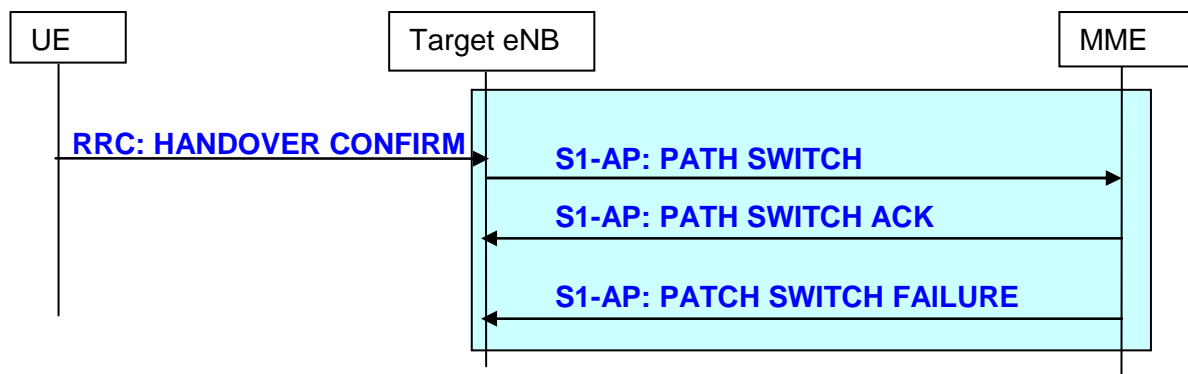 UE
Target eNB
MME
RRC: HANDOVER CONFIRM
S1-AP: PATH SWITCH
S1-AP: PATH SWITCH ACK
S1-AP: PATCH SWITCH FAILURE